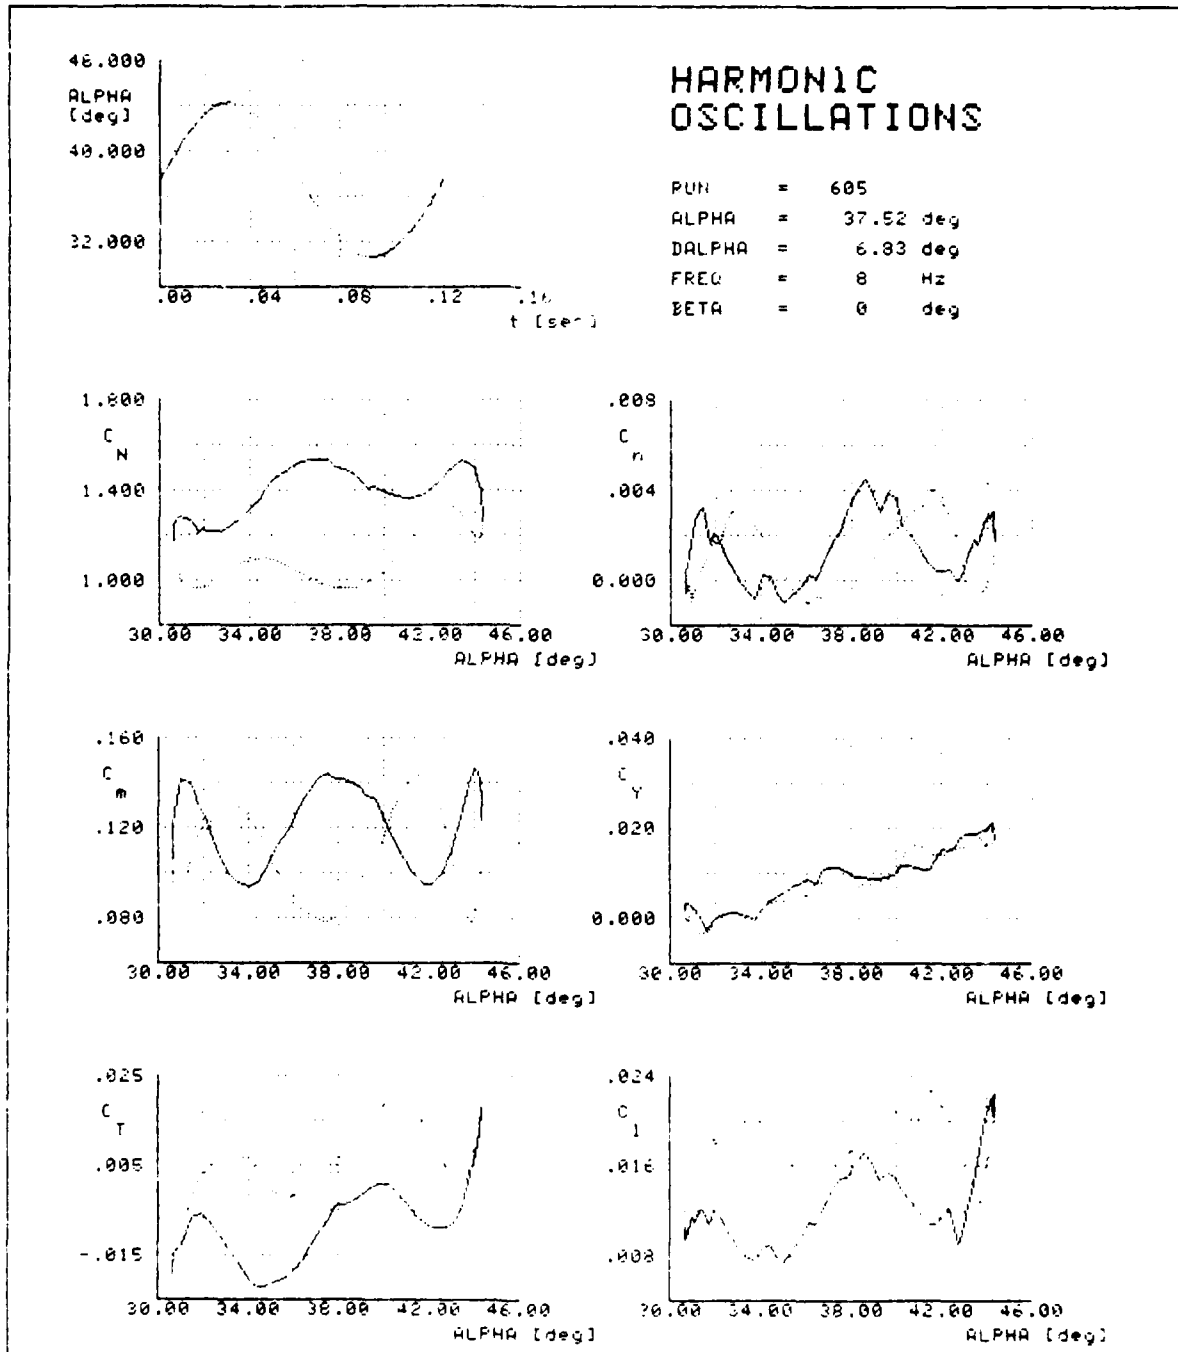 HARMONIC
OSCILLATIONS
RUN = 605
ALPHA = 37.52 deg
DALPHA = 6.83 deg
FREQ = 8 Hz
BETA = 0 deg
48.000
ALPHA
[deg]
40.000
32.000
.00 .04 .08 .12 .16
t [sec]
1.800
C N
1.400
1.000
30.00 34.00 38.00 42.00 46.00
ALPHA [deg]
.008
C n
.004
0.000
30.00 34.00 38.00 42.00 46.00
ALPHA [deg]
.160
C m
.120
.080
30.00 34.00 38.00 42.00 46.00
ALPHA [deg]
.040
C Y
.020
0.000
30.00 34.00 38.00 42.00 46.00
ALPHA [deg]
.025
C T
.005
-.015
30.00 34.00 38.00 42.00 46.00
ALPHA [deg]
.024
C l
.016
.008
30.00 34.00 38.00 42.00 46.00
ALPHA [deg]